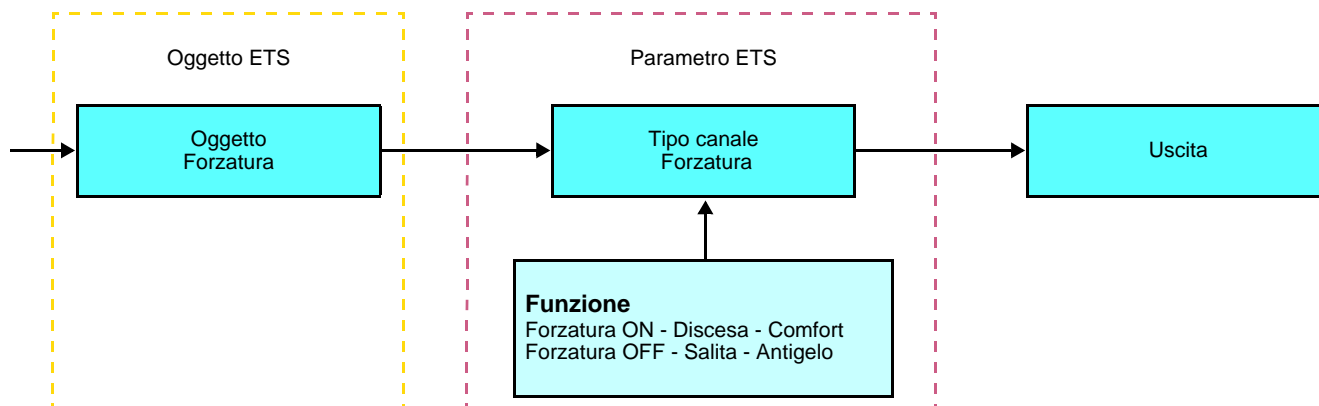 Oggetto ETS
Parametro ETS
Oggetto
Forzatura
Tipo canale
Forzatura
Uscita
Funzione
Forzatura ON - Discesa - Comfort
Forzatura OFF - Salita - Antigelo